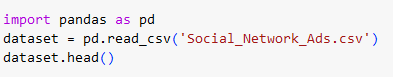 import pandas as pd
dataset = pd.read_csv('Social_Network_Ads.csv')
dataset.head()